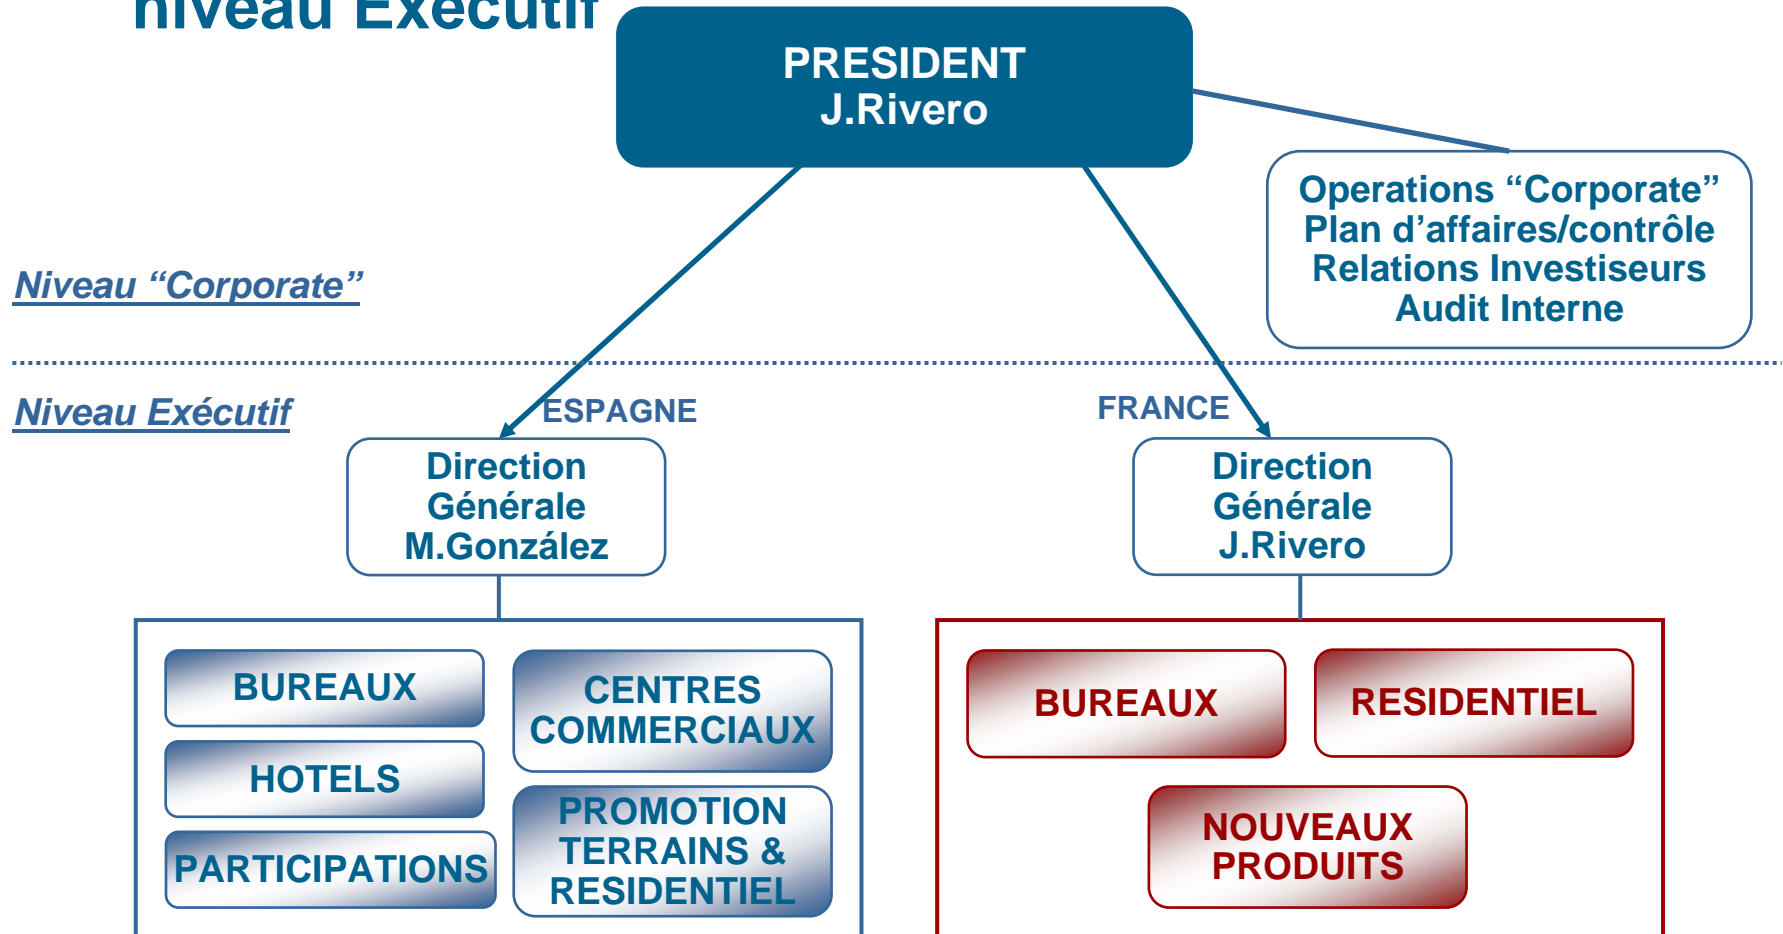 niveau Exécutif
PRESIDENT
J.Rivero
Operations “Corporate”
Plan d’affaires/contrôle
Relations Investiseurs
Audit Interne
Niveau “Corporate”
Niveau Exécutif
ESPAGNE
FRANCE
Direction
Générale
M.González
Direction
Générale
J.Rivero
BUREAUX
CENTRES
COMMERCIAUX
HOTELS
PROMOTION
TERRAINS &
RESIDENTIEL
PARTICIPATIONS
BUREAUX
RESIDENTIEL
NOUVEAUX
PRODUITS